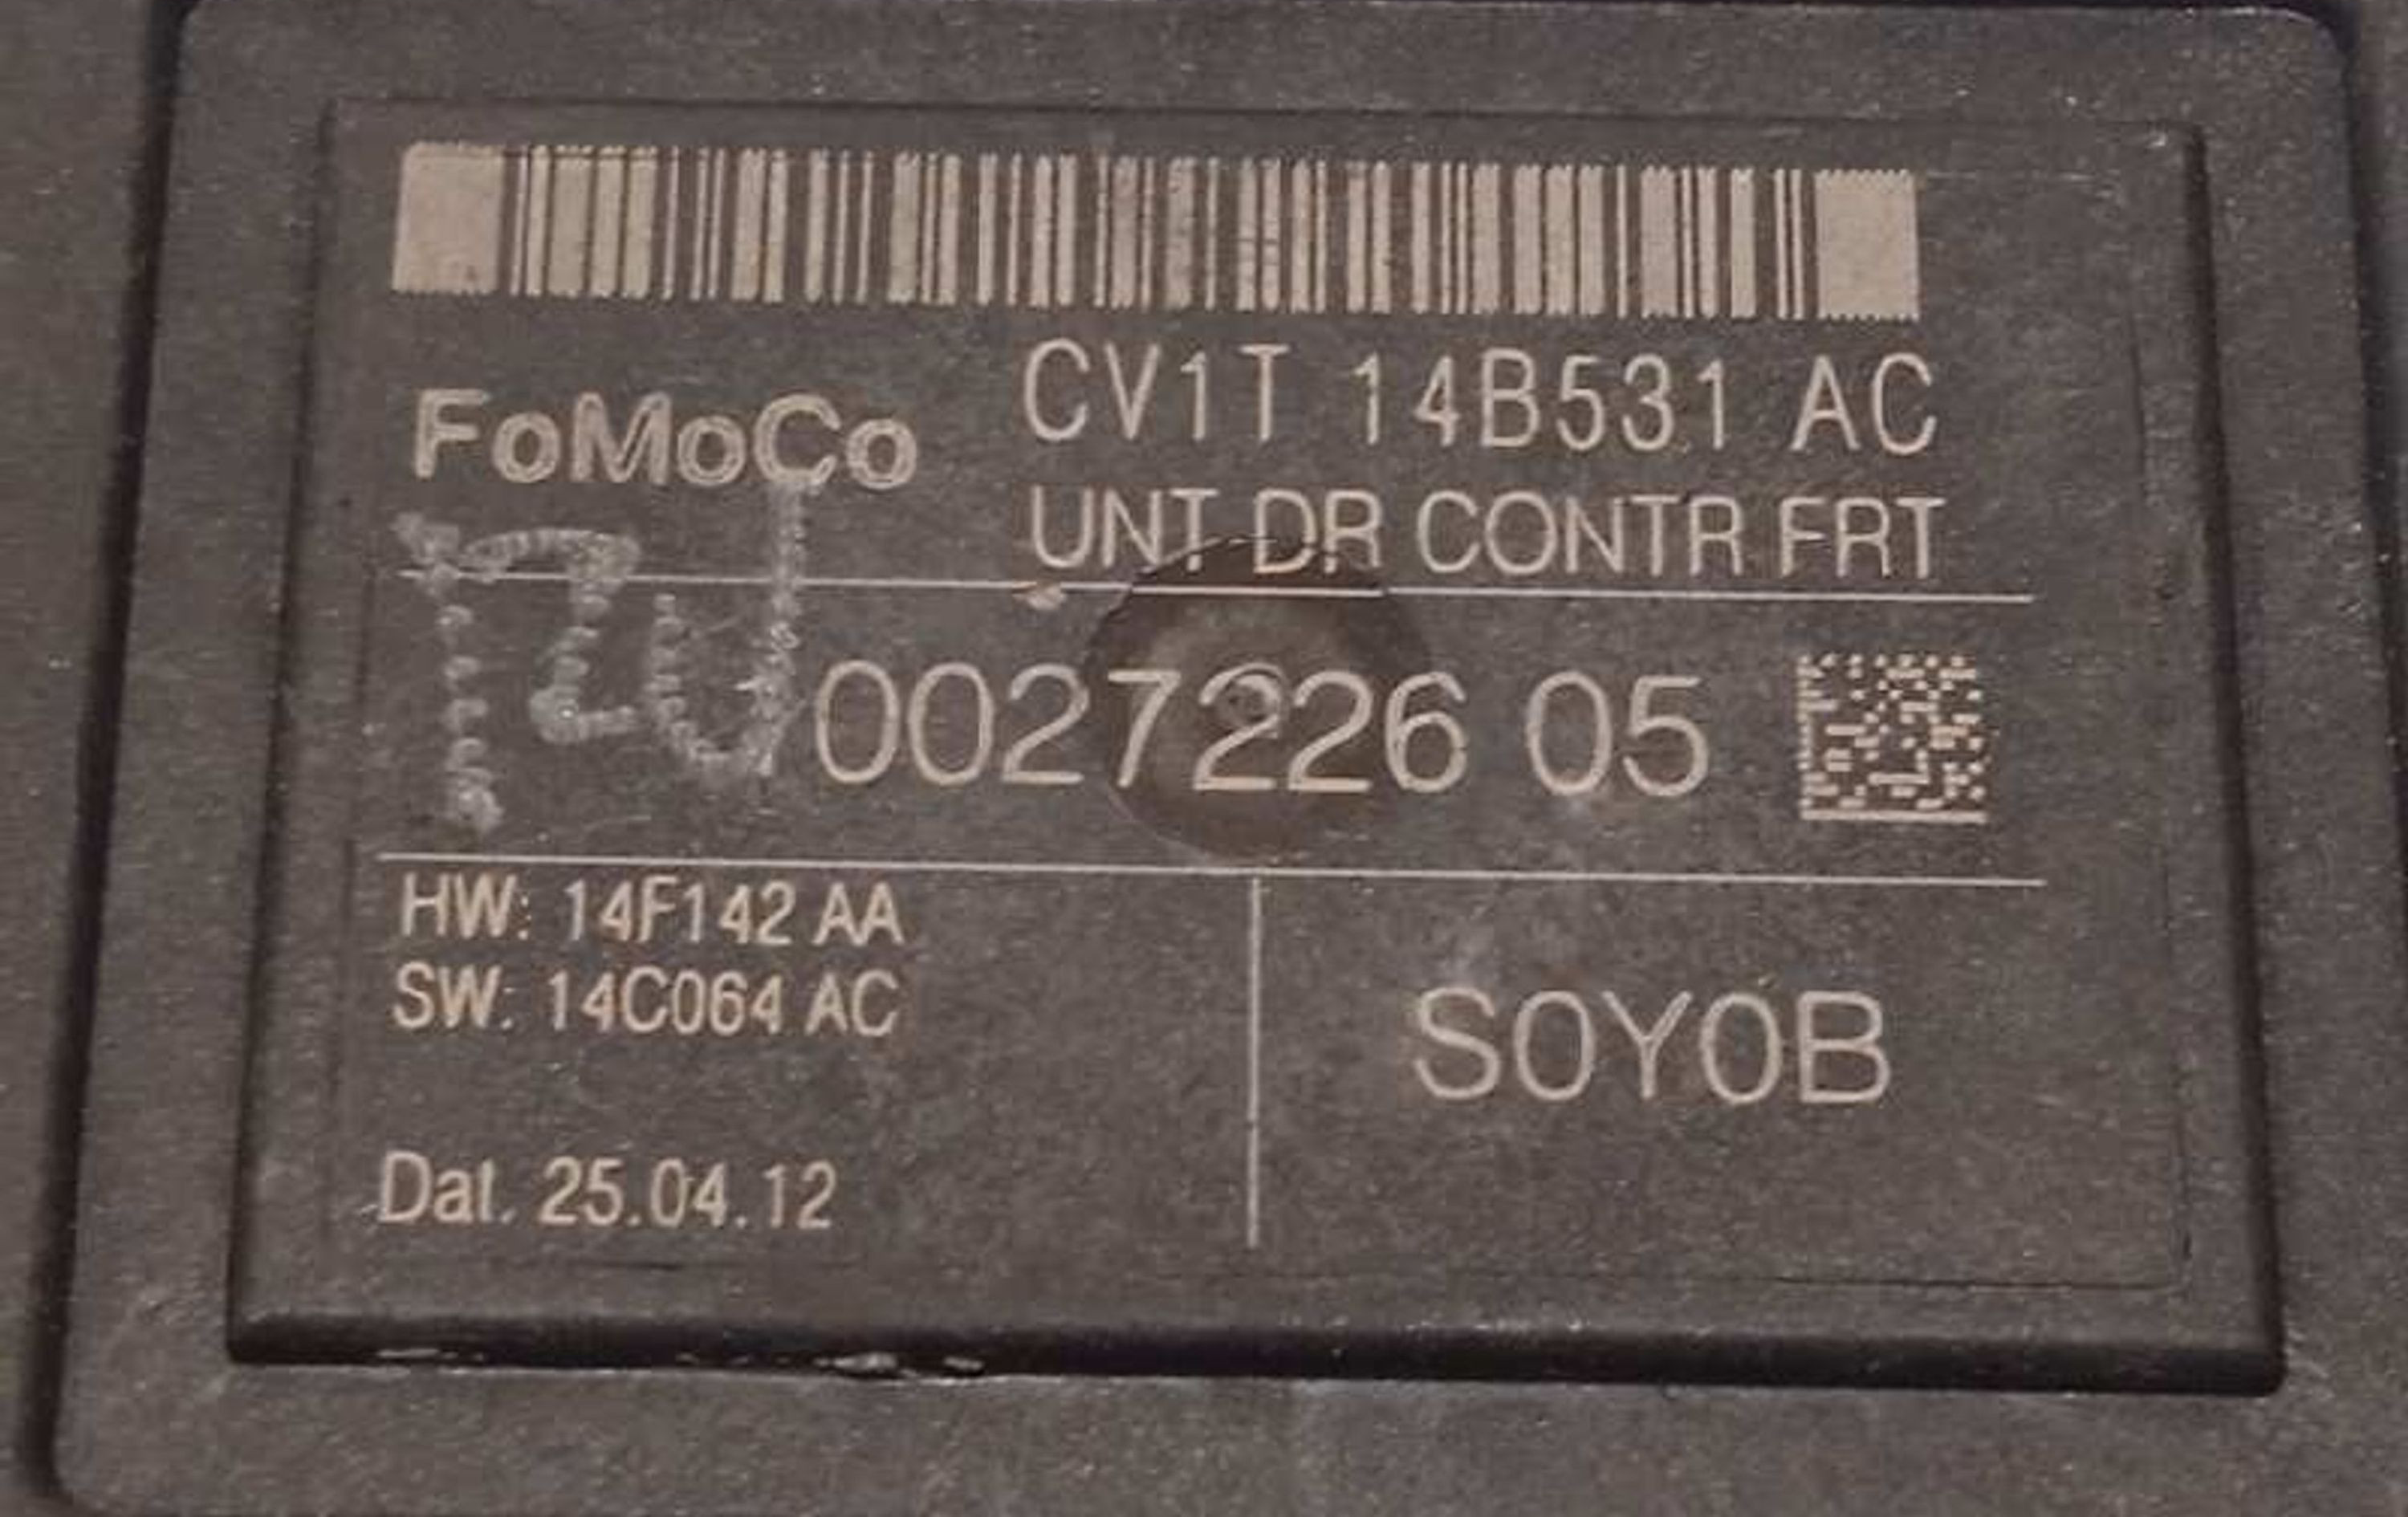 CV1T 14B531 AC
FoMoCo
UNT DR CONTR FRT
0027226 05
HW: 14F142 AA
SW: 14C064 AC
S0Y0B
Dat. 25.04.12